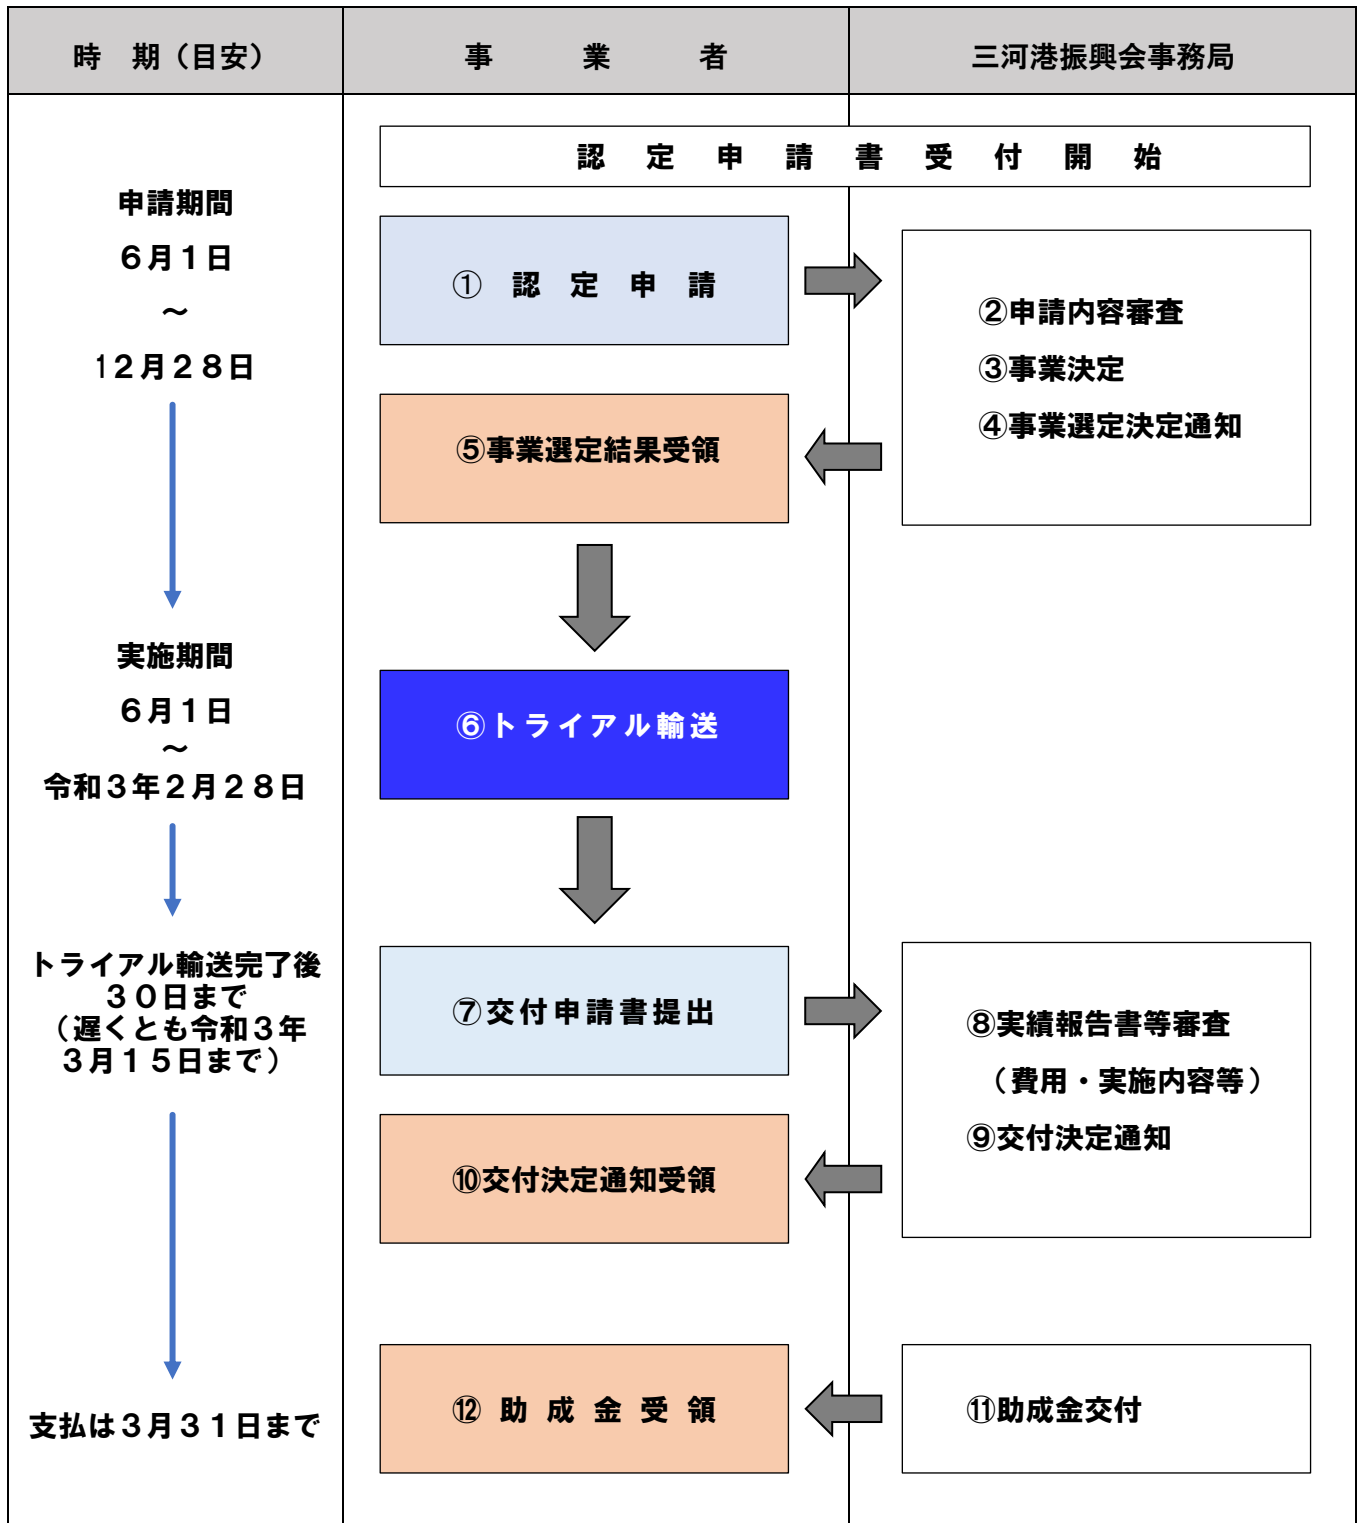 時　期（目安）
事　業　者
三河港振興会事務局
認　定　申　請　書　受　付　開　始
申請期間
６月１日
～
１２月２８日
①　認　定　申　請
②申請内容審査
③事業決定
④事業選定決定通知
⑤事業選定結果受領
実施期間
６月１日
～
令和３年２月２８日
⑥トライアル輸送
トライアル輸送完了後
３０日まで
（遅くとも令和３年
３月１５日まで）
⑦交付申請書提出
⑧実績報告書等審査
（費用・実施内容等）
⑨交付決定通知
⑩交付決定通知受領
支払は３月３１日まで
⑫ 助 成 金 受 領
⑪助成金交付